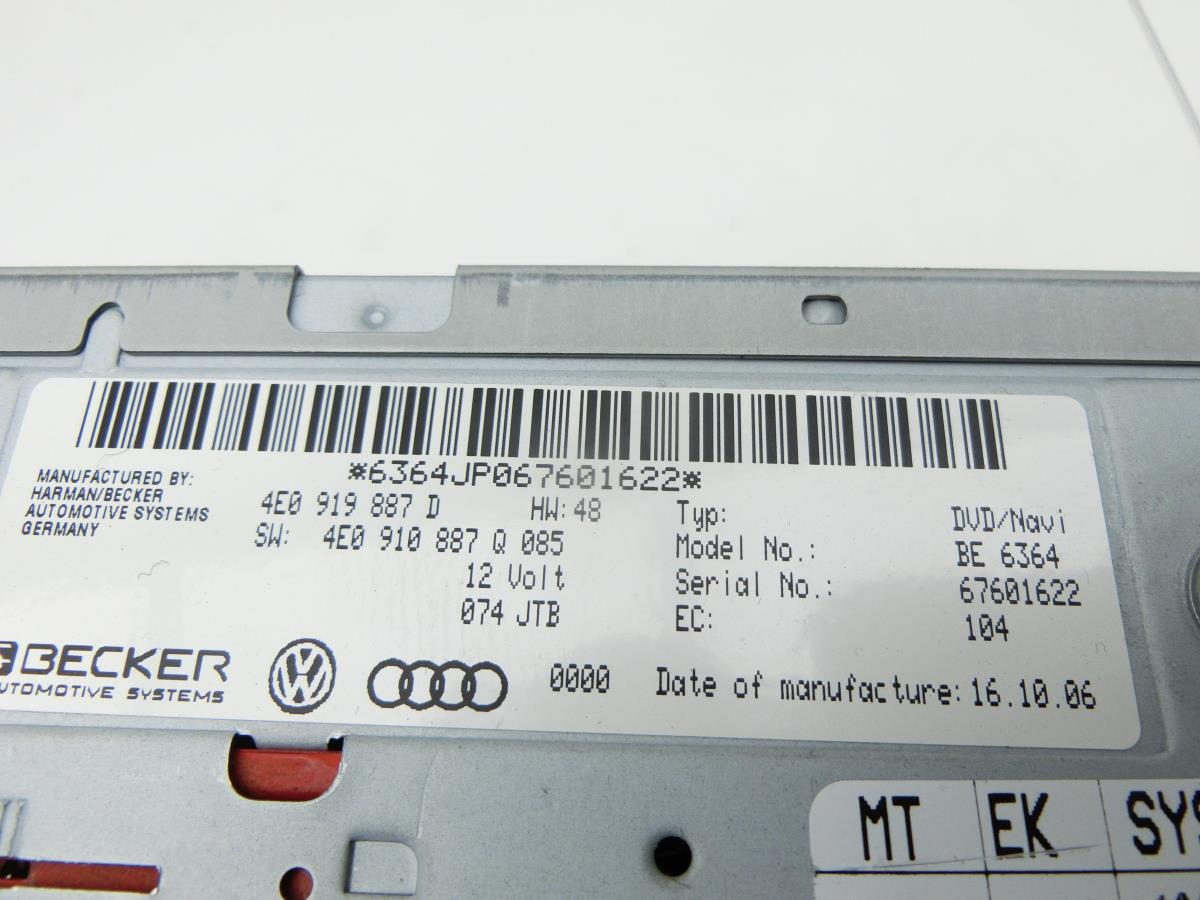 *6364JP067601622*
MANUFACTURED BY:
HARMAN/BECKER
AUTOMOTIVE SYSTEMS
GERMANY
4E0 919 887 D HW: 48
SW: 4E0 910 887 Q 085
12 Volt
074 JTB
Typ: DVD/Navi
Model No.: BE 6364
Serial No.: 67601622
EC: 104
BECKER
AUTOMOTIVE SYSTEMS
0000 Date of manufacture: 16.10.06
MT EK SYS